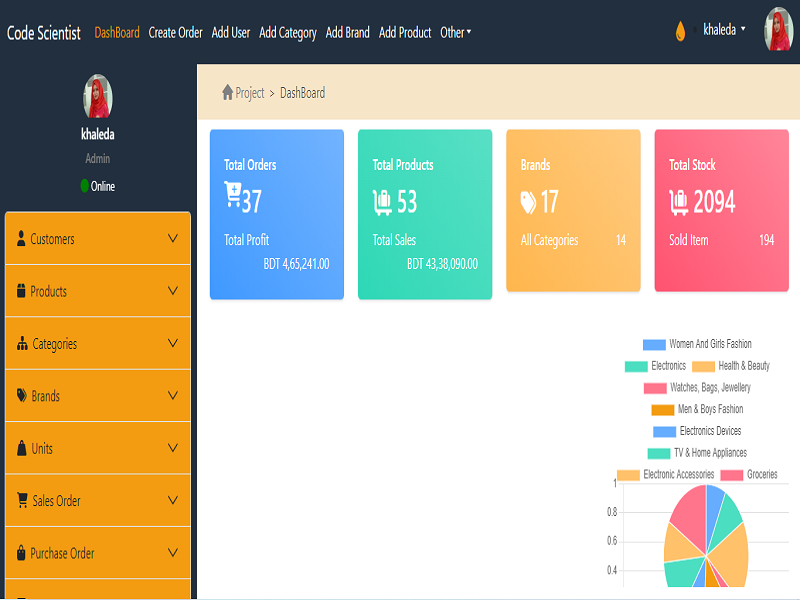 Code Scientist DashBoard Create Order Add User Add Category Add Brand Add Product Other khaleda
khaleda
Admin
Online
Customers
Products
Categories
Brands
Units
Sales Order
Purchase Order
Project > DashBoard
Total Orders
37
Total Profit
BDT 4,65,241.00
Total Products
53
Total Sales
BDT 43,38,090.00
Brands
17
All Categories 14
Total Stock
2094
Sold Item 194
Women And Girls Fashion
Electronics Health & Beauty
Watches, Bags, Jewellery
Men & Boys Fashion
Electronics Devices
TV & Home Appliances
Electronic Accessories Groceries
1
0.8
0.6
0.4